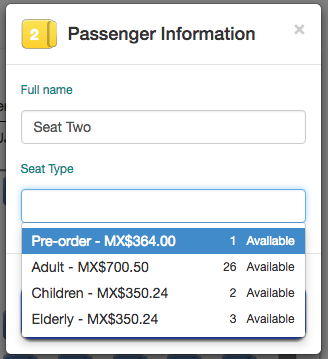 2 Passenger Information ×
Full name
Seat Two
Seat Type
Pre-order - MX$364.00 1 Available
Adult - MX$700.50 26 Available
Children - MX$350.24 2 Available
Elderly - MX$350.24 3 Available